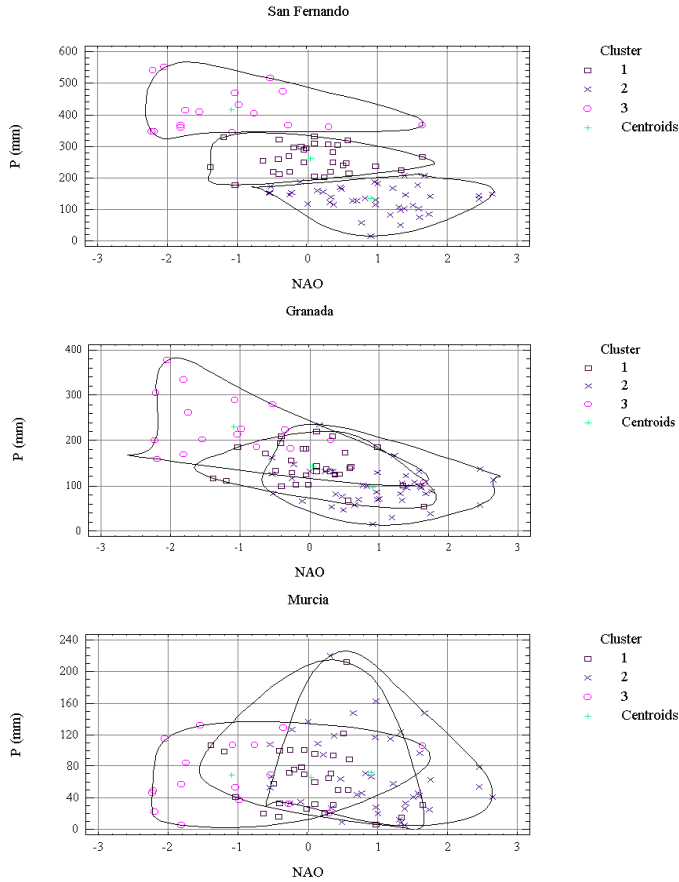 San Fernando
P (mm)
600
500
400
300
200
100
0
-3 -2 -1 0 1 2 3
NAO
Cluster
1
2
3
Centroids
Granada
P (mm)
400
300
200
100
0
-3 -2 -1 0 1 2 3
NAO
Cluster
1
2
3
Centroids
Murcia
P (mm)
240
200
160
120
80
40
0
-3 -2 -1 0 1 2 3
NAO
Cluster
1
2
3
Centroids